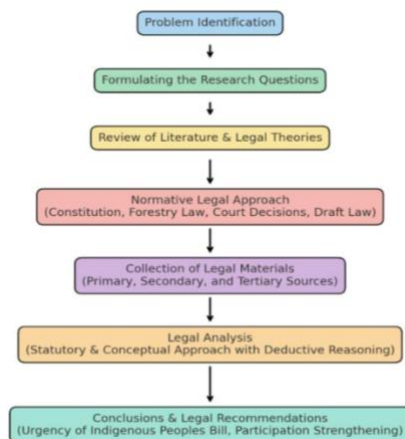 Problem Identification
Formulating the Research Questions
Review of Literature & Legal Theories
Normative Legal Approach
(Constitution, Forestry Law, Court Decisions, Draft Law)
Collection of Legal Materials
(Primary, Secondary, and Tertiary Sources)
Legal Analysis
(Statutory & Conceptual Approach with Deductive Reasoning)
Conclusions & Legal Recommendations
(Urgency of Indigenous Peoples Bill, Participation Strengthening)